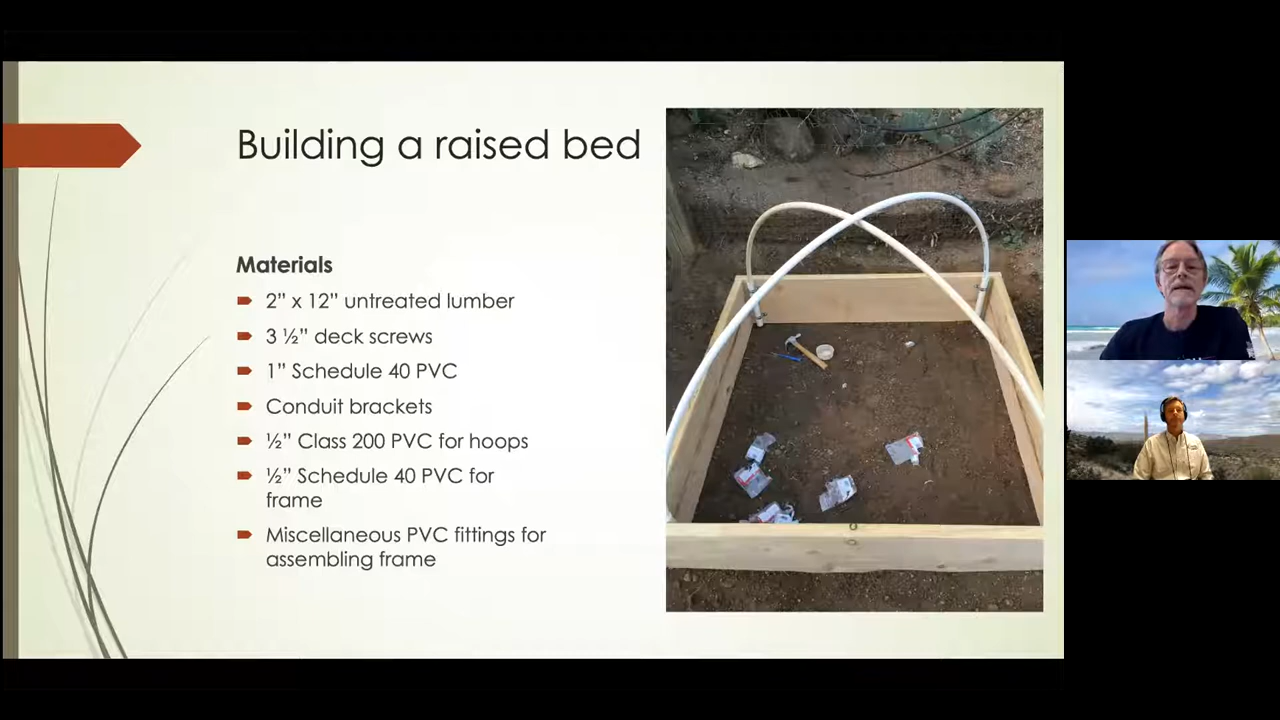 Building a raised bed
Materials
2” x 12” untreated lumber
3 ½” deck screws
1” Schedule 40 PVC
Conduit brackets
½” Class 200 PVC for hoops
½” Schedule 40 PVC for
frame
Miscellaneous PVC fittings for
assembling frame